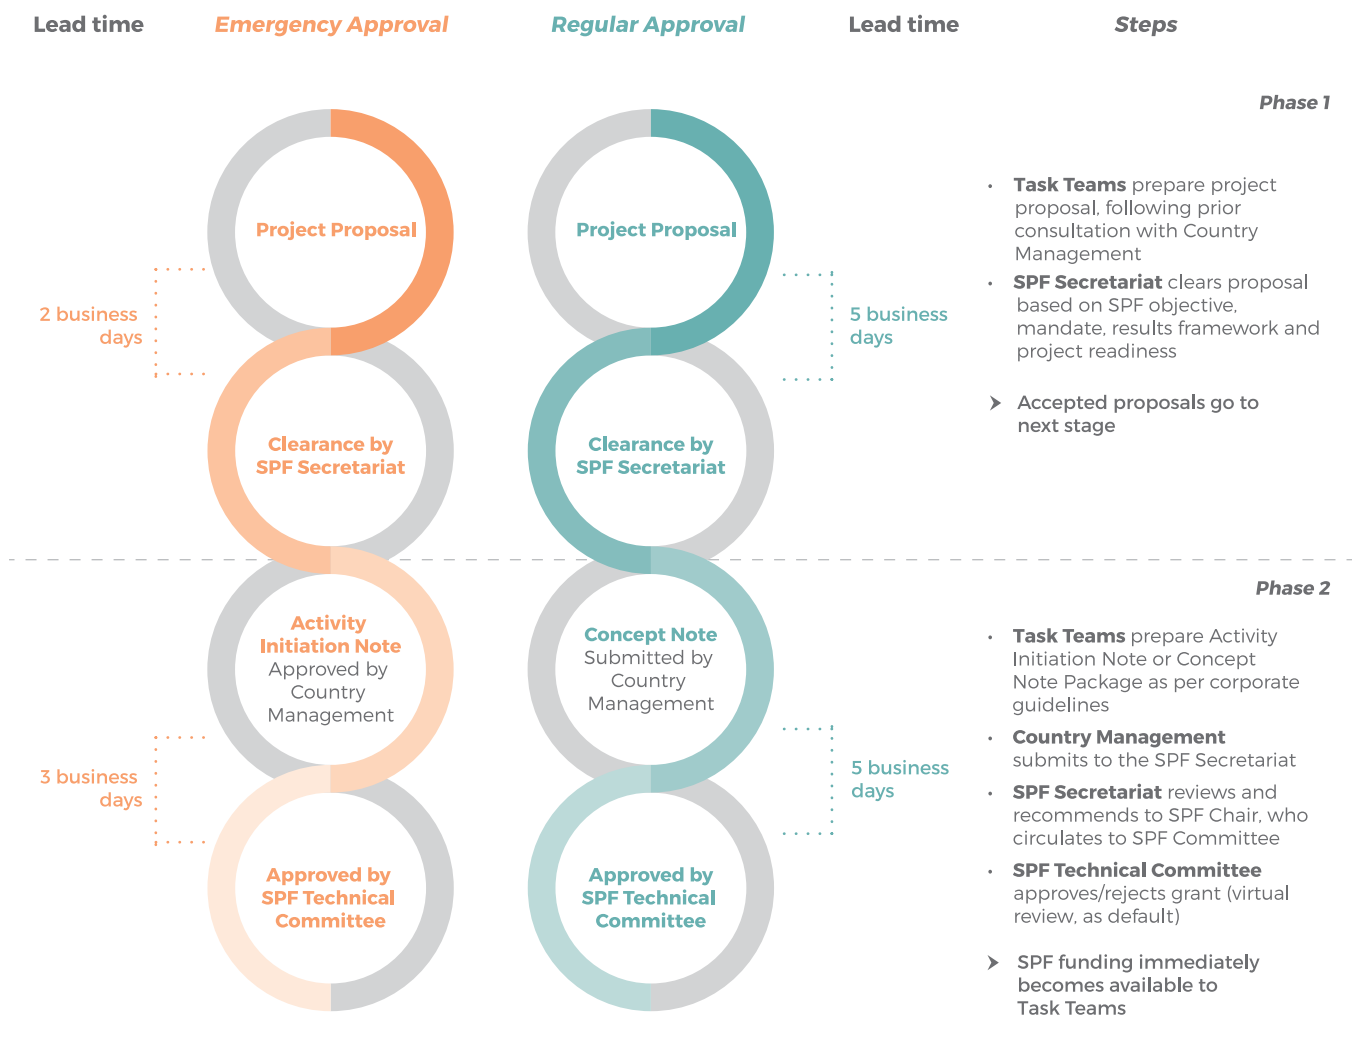 Lead time
Emergency Approval
Regular Approval
Lead time
Steps
Phase 1
Project Proposal
Project Proposal
2 business
days
5 business
days
Clearance by
SPF Secretariat
Clearance by
SPF Secretariat
• Task Teams prepare project
proposal, following prior
consultation with Country
Management
• SPF Secretariat clears proposal
based on SPF objective,
mandate, results framework and
project readiness
➤ Accepted proposals go to
next stage
Phase 2
Activity
Initiation Note
Approved by
Country
Management
Concept Note
Submitted by
Country
Management
3 business
days
5 business
days
Approved by
SPF Technical
Committee
Approved by
SPF Technical
Committee
• Task Teams prepare Activity
Initiation Note or Concept
Note Package as per corporate
guidelines
• Country Management
submits to the SPF Secretariat
• SPF Secretariat reviews and
recommends to SPF Chair, who
circulates to SPF Committee
• SPF Technical Committee
approves/rejects grant (virtual
review, as default)
➤ SPF funding immediately
becomes available to
Task Teams